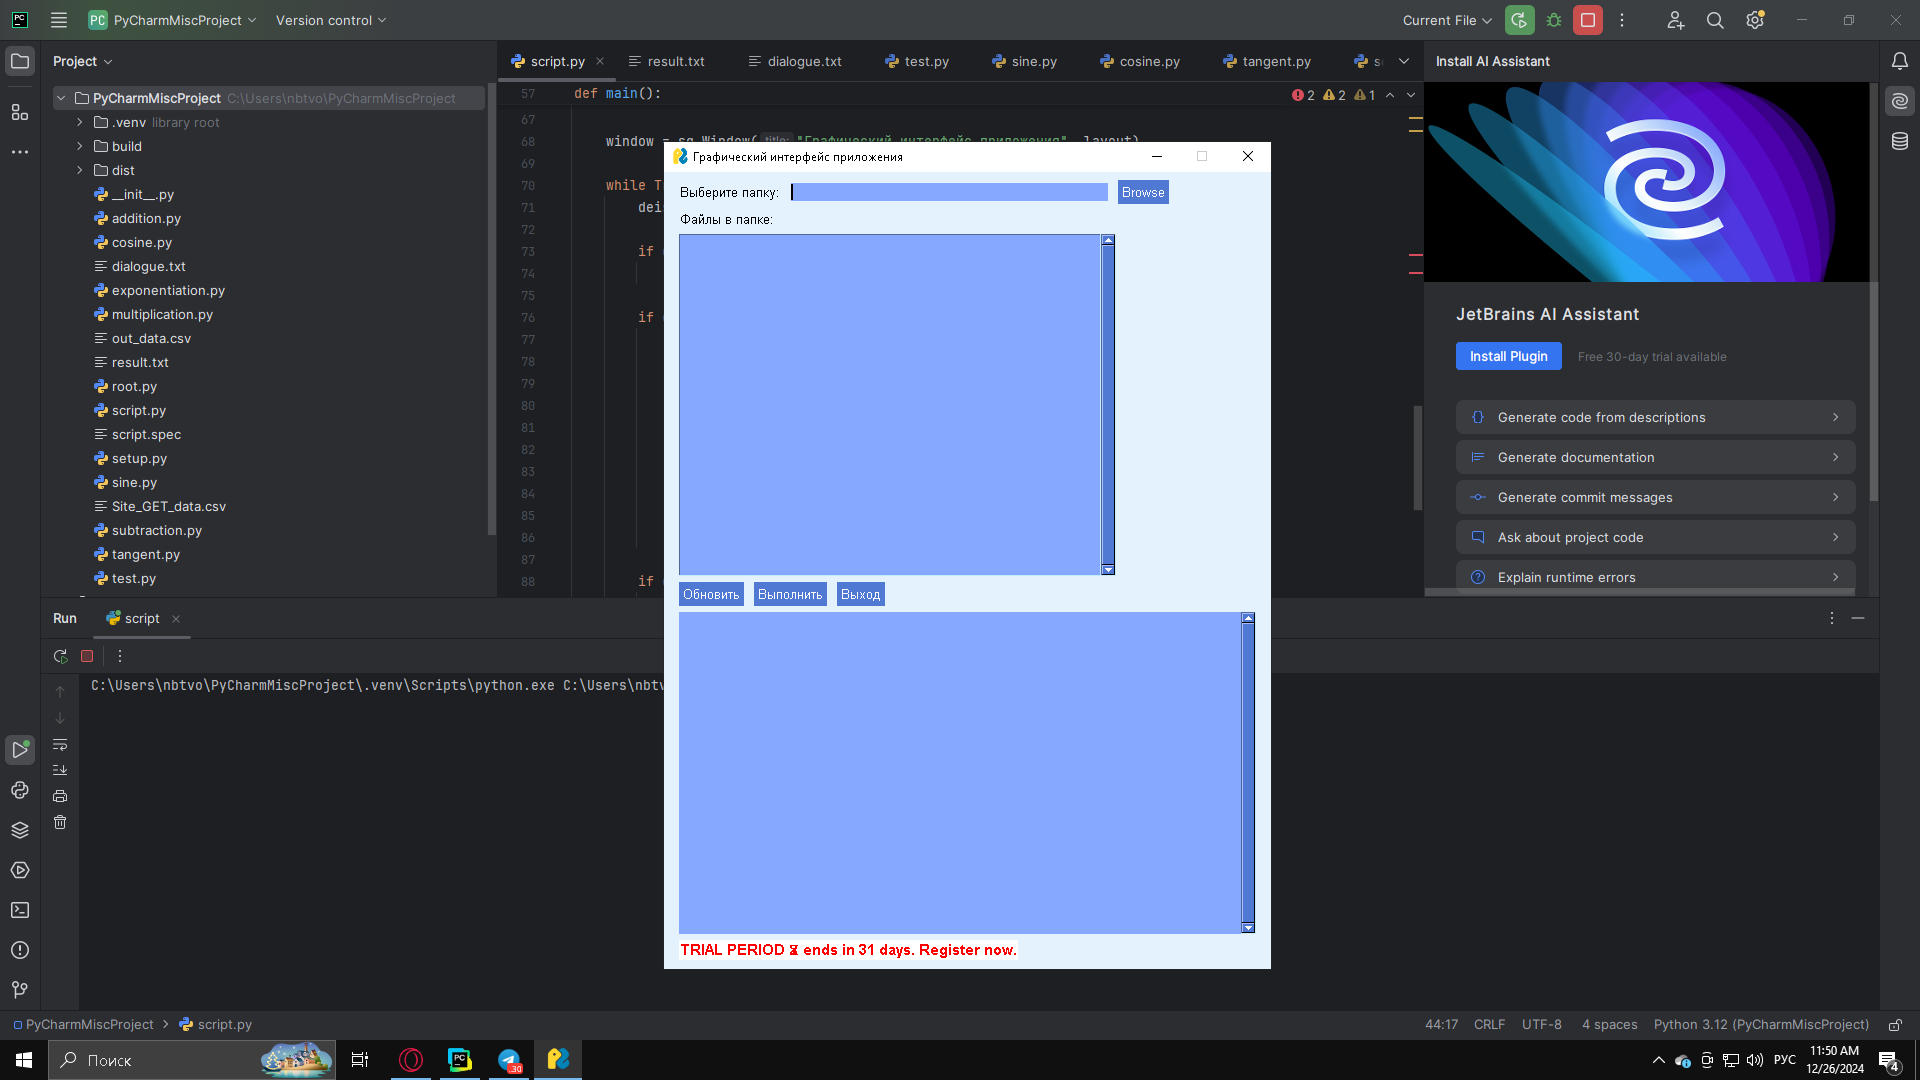 PC PyCharmMiscProject Version control Current File
Project
PyCharmMiscProject C:\Users\nbtvo\PyCharmMiscProject
.venv library root
build
dist
__init__.py
addition.py
cosine.py
dialogue.txt
exponentiation.py
multiplication.py
out_data.csv
result.txt
root.py
script.py
script.spec
setup.py
sine.py
Site_GET_data.csv
subtraction.py
tangent.py
test.py
script.py result.txt dialogue.txt test.py sine.py cosine.py tangent.py
57 def main():
2 2 1
67
68 window = sg.Window( title: "Графический интерфейс приложения", layout)
69
70 while T
71 dei
72
73 if
74
75
76 if
77
78
79
80
81
82
83
84
85
86
87
88 if
Графический интерфейс приложения
Выберите папку: Browse
Файлы в папке:
Обновить Выполнить Выход
TRIAL PERIOD ⌛ ends in 31 days. Register now.
Install AI Assistant
JetBrains AI Assistant
Install Plugin Free 30-day trial available
Generate code from descriptions
Generate documentation
Generate commit messages
Ask about project code
Explain runtime errors
Run script
C:\Users\nbtvo\PyCharmMiscProject\.venv\Scripts\python.exe C:\Users\nbtv
PyCharmMiscProject > script.py 44:17 CRLF UTF-8 4 spaces Python 3.12 (PyCharmMiscProject)
Поиск PC .30 РУС 11:50 AM
12/26/2024 4